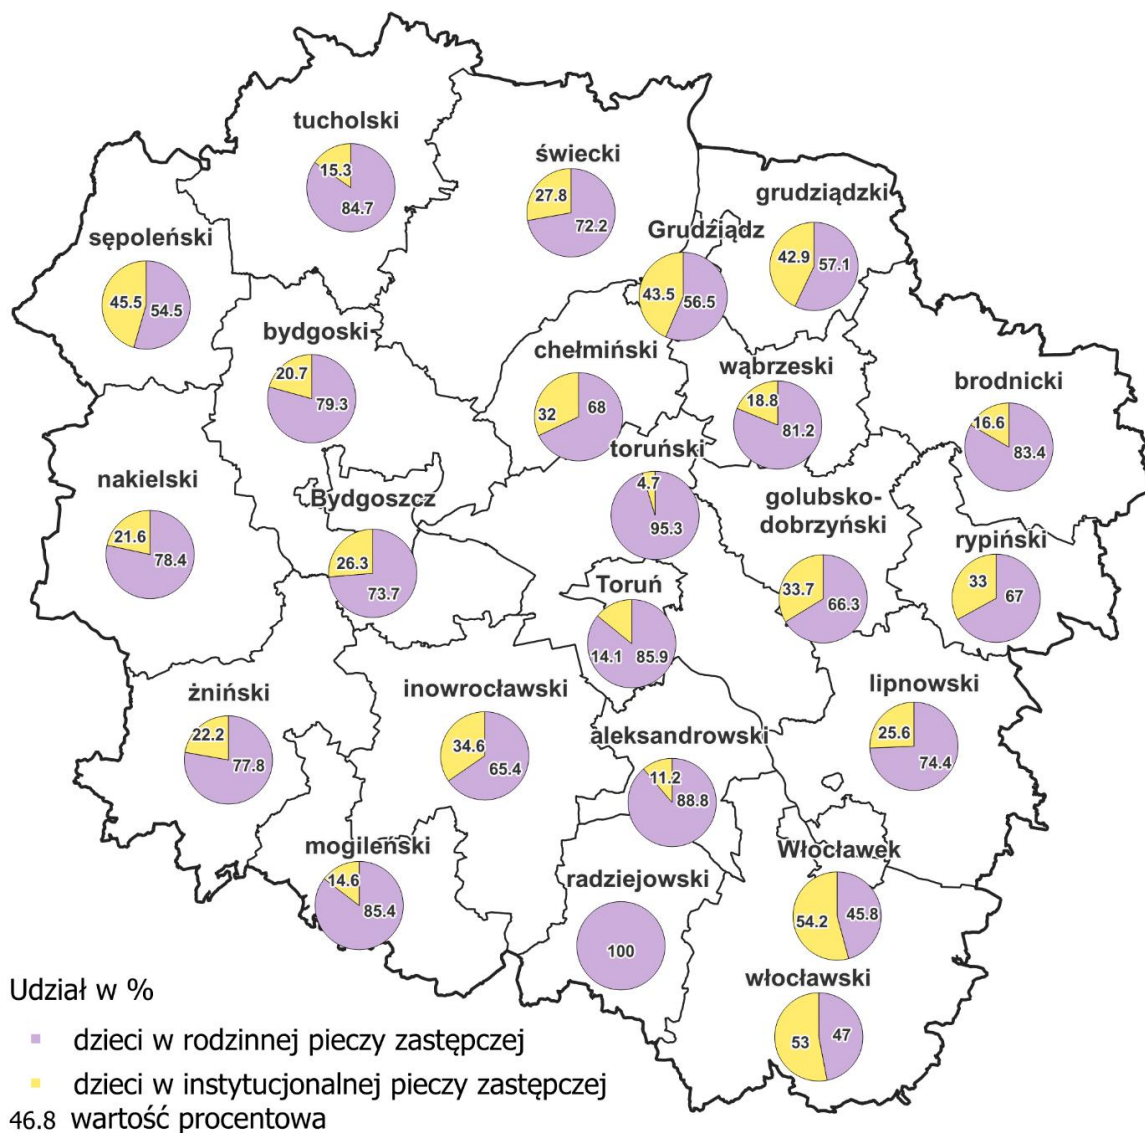 tucholski
15.3
84.7
świecki
27.8
72.2
grudziądzki
42.9
57.1
Grudziądz
43.5
56.5
sępoleński
45.5
54.5
bydgoski
20.7
79.3
chełmiński
32
68
wąbrzeski
18.8
81.2
brodnicki
16.6
83.4
nakielski
21.6
78.4
Bydgoszcz
26.3
73.7
toruński
4.7
95.3
golubsko-
dobrzyński
33.7
66.3
rypiński
33
67
Toruń
14.1
85.9
żniński
22.2
77.8
inowrocławski
34.6
65.4
aleksandrowski
11.2
88.8
lipnowski
25.6
74.4
mogileński
14.6
85.4
radziejowski
100
Włocławek
54.2
45.8
włocławski
53
47
Udział w %
dzieci w rodzinnej pieczy zastępczej
dzieci w instytucjonalnej pieczy zastępczej
46.8 wartość procentowa